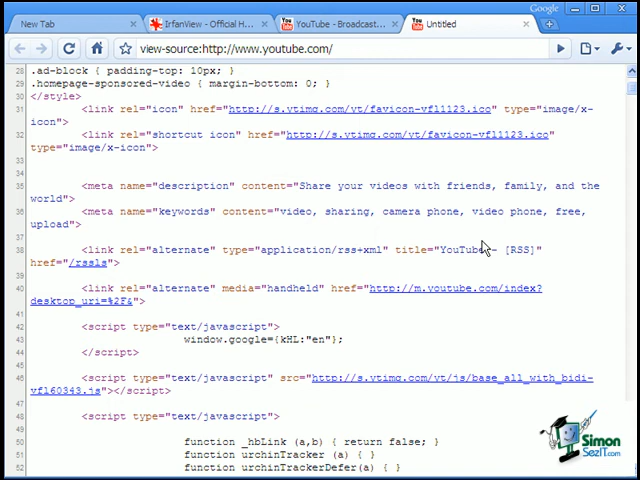 New Tab
IrfanView - Official H...
YouTube - Broadcast...
Untitled
view-source:http://www.youtube.com/
28 .ad-block { padding-top: 10px; }
29 .homepage-sponsored-video { margin-bottom: 0; }
30 </style>
31 <link rel="icon" href="http://s.ytimg.com/yt/favicon-vfl1123.ico" type="image/x-
icon">
32 <link rel="shortcut icon" href="http://s.ytimg.com/yt/favicon-vfl1123.ico"
type="image/x-icon">
33
34
35 <meta name="description" content="Share your videos with friends, family, and the
world">
36 <meta name="keywords" content="video, sharing, camera phone, video phone, free,
upload">
37
38 <link rel="alternate" type="application/rss+xml" title="YouTube - [RSS]"
href="/rssls">
39
40 <link rel="alternate" media="handheld" href="http://m.youtube.com/index?
desktop_uri=%2F&">
41
42 <script type="text/javascript">
43 window.google={kHL:"en"};
44 </script>
45
46 <script type="text/javascript" src="http://s.ytimg.com/yt/js/base_all_with_bidi-
vfl60343.js"></script>
47
48 <script type="text/javascript">
49
50 function _hbLink (a,b) { return false; }
51 function urchinTracker (a) { }
52 function urchinTrackerDefer(a) { }
Simon
SezIT.com